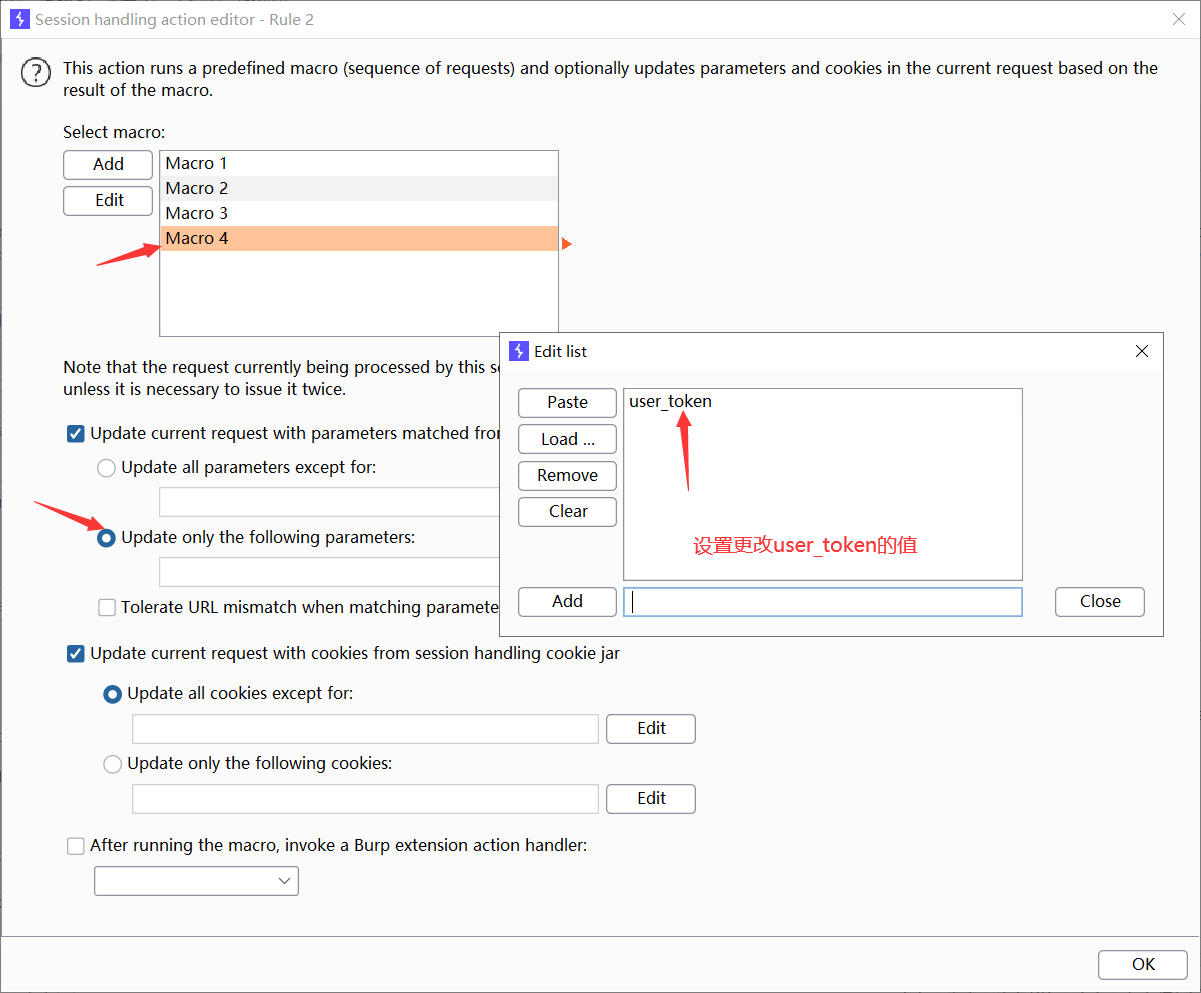 Session handling action editor - Rule 2
This action runs a predefined macro (sequence of requests) and optionally updates parameters and cookies in the current request based on the
result of the macro.
Select macro:
Add
Edit
Macro 1
Macro 2
Macro 3
Macro 4
Note that the request currently being processed by this
unless it is necessary to issue it twice.
Update current request with parameters matched
Update all parameters except for:
Update only the following parameters:
Tolerate URL mismatch when matching
Edit list
Paste
Load ...
Remove
Clear
user_token
设置更改user_token的值
Add
Close
Update current request with cookies from session handling cookie jar
Update all cookies except for:
Edit
Update only the following cookies:
Edit
After running the macro, invoke a Burp extension action handler:
OK